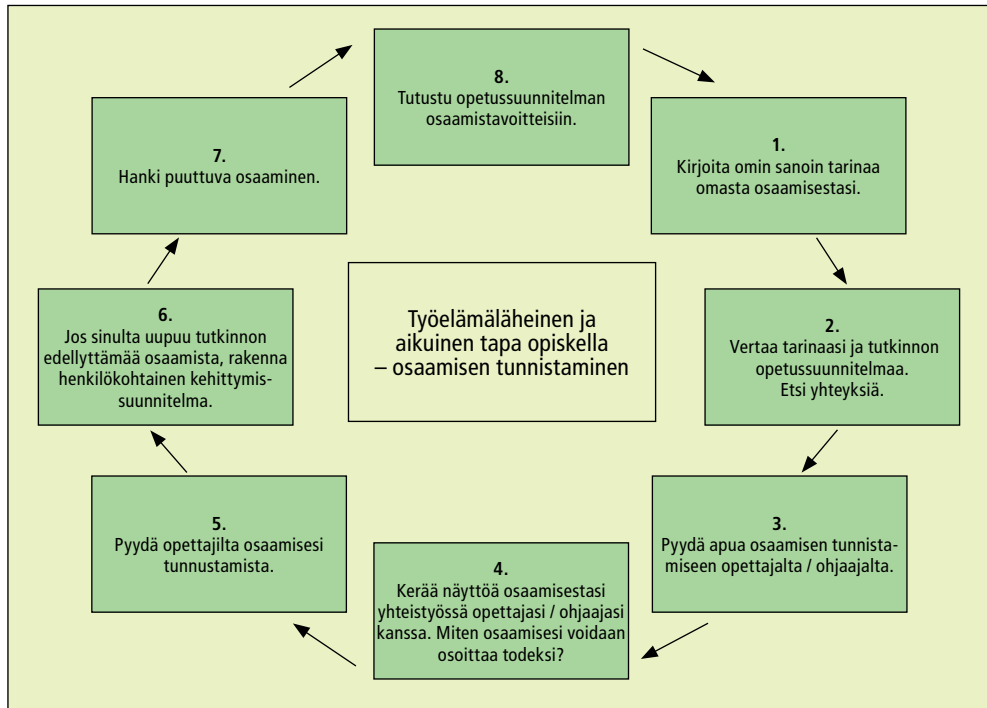 8.
Tutustu opetussuunnitelman
osaamistavoitteisiin.
1.
Kirjoita omin sanoin tarinaa
omasta osaamisestasi.
2.
Vertaa tarinaasi ja tutkinnon
opetussuunnitelmaa.
Etsi yhteyksiä.
3.
Pyydä apua osaamisen tunnista-
miseen opettajalta / ohjaajalta.
4.
Kerää näyttöä osaamisestasi
yhteistyössä opettajasi / ohjaajasi
kanssa. Miten osaamisesi voidaan
osoittaa todeksi?
5.
Pyydä opettajilta osaamisesi
tunnustamista.
6.
Jos sinulta uupuu tutkinnon
edellyttämää osaamista, rakenna
henkilökohtainen kehittymis-
suunnitelma.
7.
Hanki puuttuva osaaminen.
Työelämäläheinen ja
aikuinen tapa opiskella
– osaamisen tunnistaminen